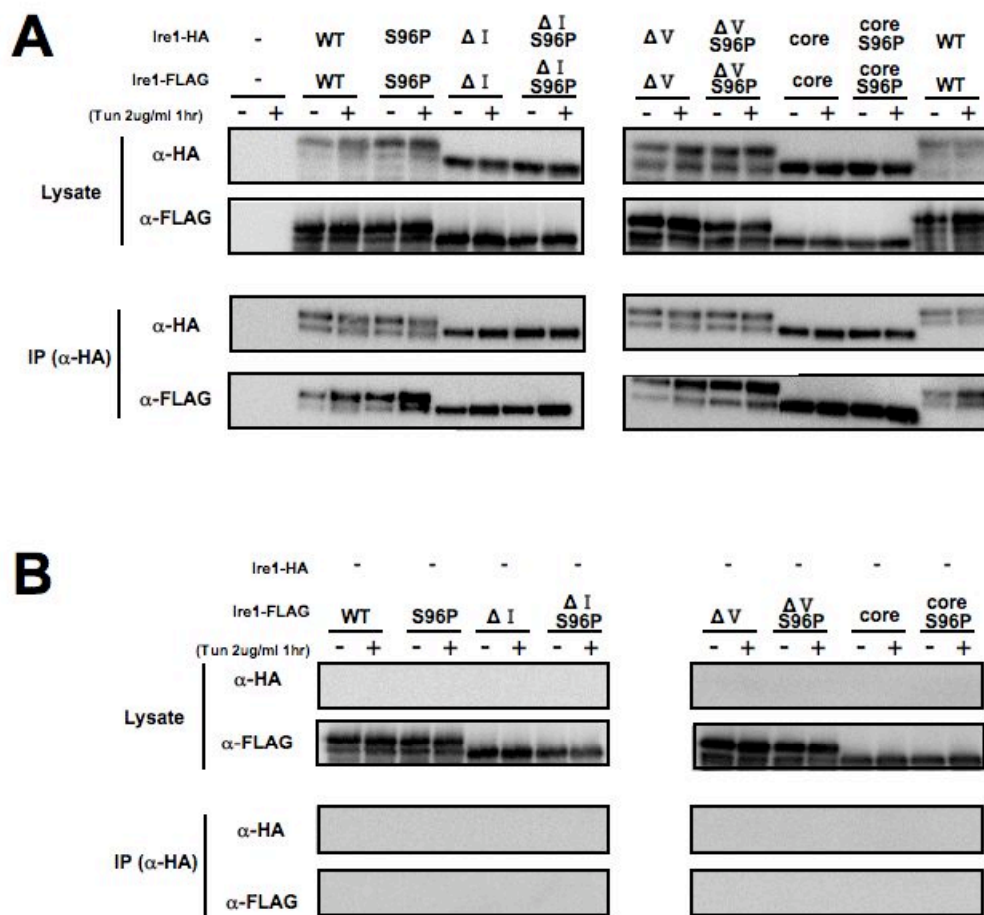 A
Ire1-HA - WT S96P Δ I Δ I S96P Δ V Δ V S96P core core S96P WT
Ire1-FLAG - WT S96P Δ I Δ I S96P Δ V Δ V S96P core core S96P WT
(Tun 2ug/ml 1hr) - + - + - + - + - + - + - + - + - + - +
α-HA
Lysate
α-FLAG
α-HA
IP (α-HA)
α-FLAG
B
Ire1-HA - - - - - - - -
Ire1-FLAG WT S96P Δ I Δ I S96P Δ V Δ V S96P core core S96P
(Tun 2ug/ml 1hr) - + - + - + - + - + - + - + - +
α-HA
Lysate
α-FLAG
α-HA
IP (α-HA)
α-FLAG